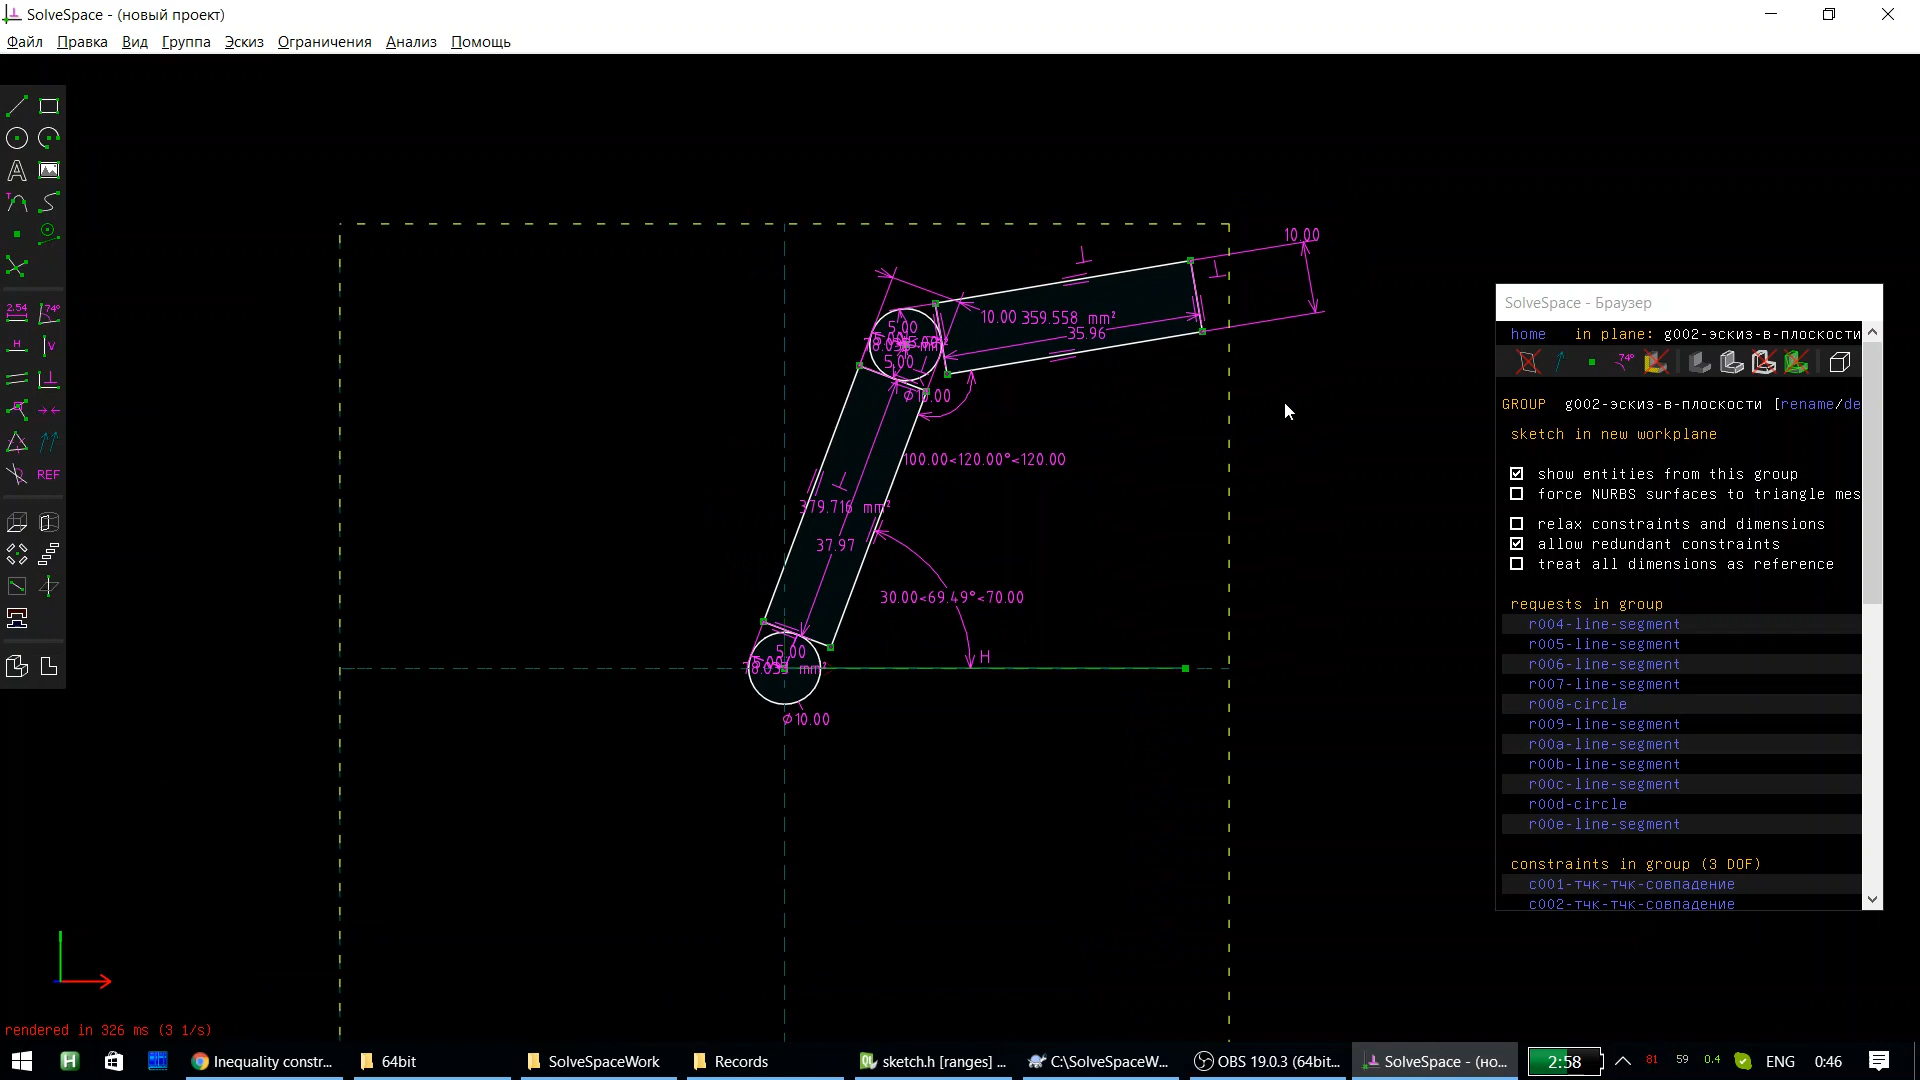 SolveSpace - (новый проект)
Файл Правка Вид Группа Эскиз Ограничения Анализ Помощь
2.54 74°
H V
REF
10.00
10.00 359.558 mm²
35.96
5.00
5.00
⌀10.00
100.00<120.00°<120.00
379.716 mm²
37.97
30.00<69.49°<70.00
H
5.00
⌀10.00
SolveSpace - Браузер
home in plane: g002-эскиз-в-плоскости
74°
GROUP g002-эскиз-в-плоскости [rename/de
sketch in new workplane
show entities from this group
force NURBS surfaces to triangle mes
relax constraints and dimensions
allow redundant constraints
treat all dimensions as reference
requests in group
r004-line-segment
r005-line-segment
r006-line-segment
r007-line-segment
r008-circle
r009-line-segment
r00a-line-segment
r00b-line-segment
r00c-line-segment
r00d-circle
r00e-line-segment
constraints in group (3 DOF)
c001-тчк-тчк-совпадение
c002-тчк-тчк-совпадение
rendered in 326 ms (3 1/s)
Inequality constr... 64bit SolveSpaceWork Records sketch.h [ranges] ... C:\SolveSpaceW... OBS 19.0.3 (64bit... SolveSpace - (но... 2:58 81 59 0.4 ENG 0:46